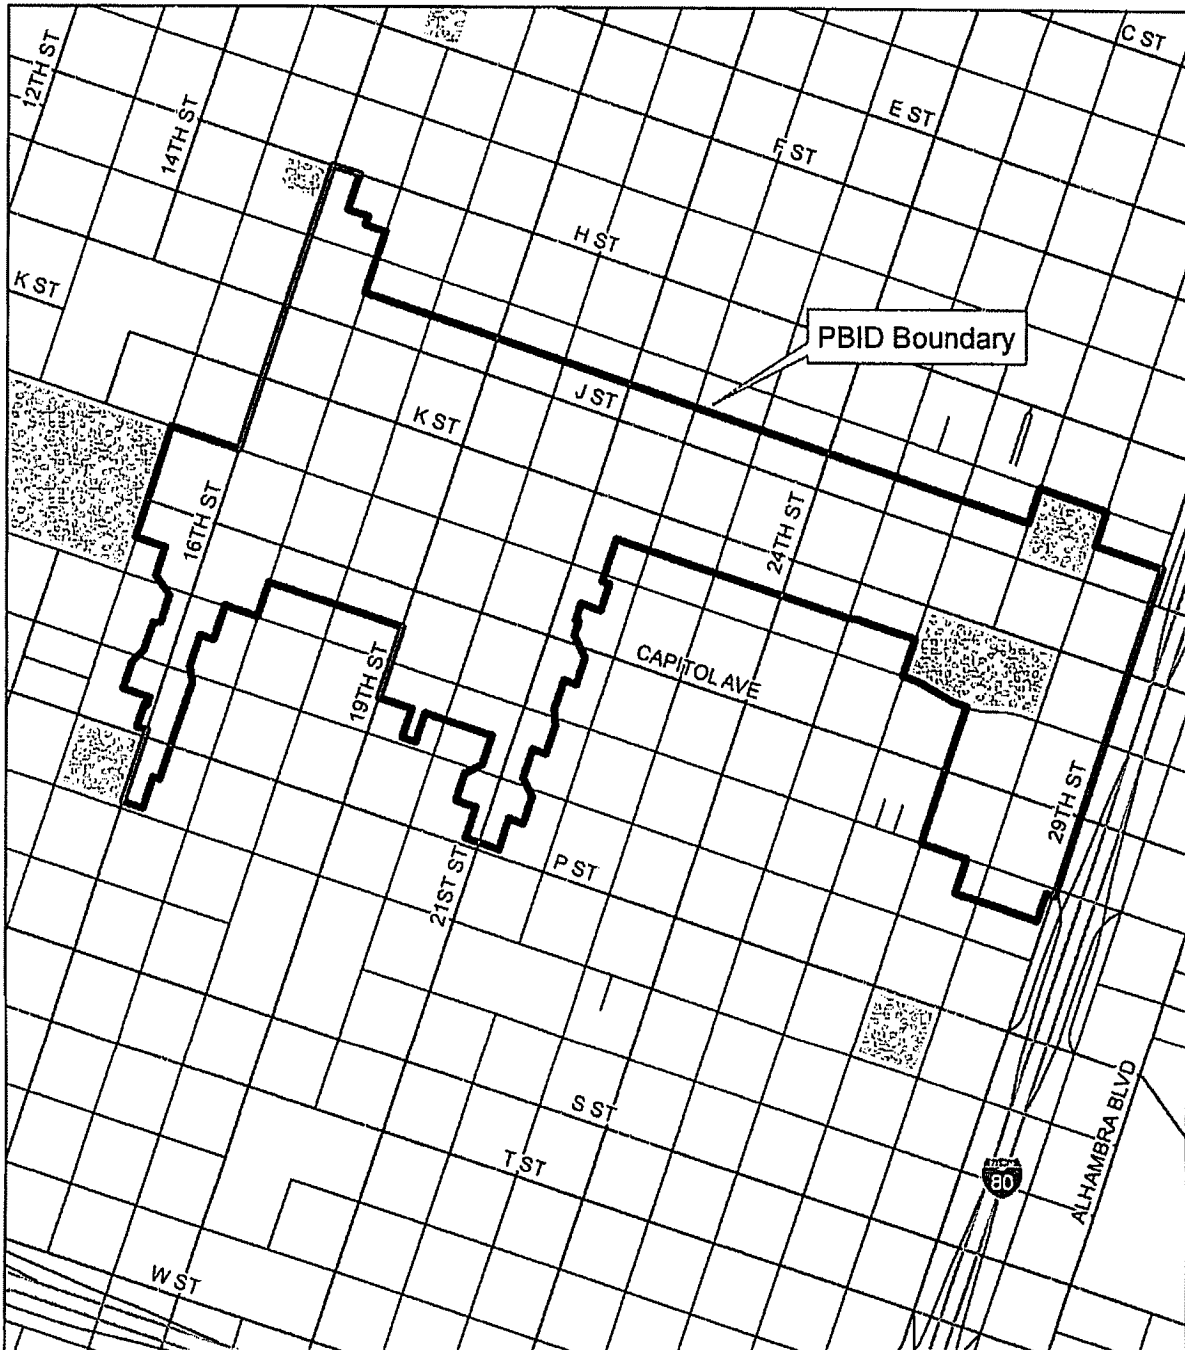 C ST
12TH ST
E ST
14TH ST
F ST
H ST
K ST
PBID Boundary
J ST
K ST
16TH ST
24TH ST
CAPITOL AVE
19TH ST
29TH ST
P ST
21ST ST
S ST
ALHAMBRA BLVD
T ST
80
W ST